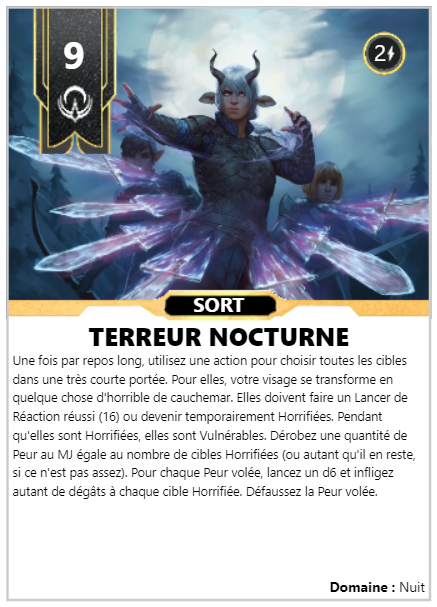 9
2
SORT
TERREUR NOCTURNE
Une fois par repos long, utilisez une action pour choisir toutes les cibles
dans une très courte portée. Pour elles, votre visage se transforme en
quelque chose d'horrible de cauchemar. Elles doivent faire un Lancer de
Réaction réussi (16) ou devenir temporairement Horrifiées. Pendant
qu'elles sont Horrifiées, elles sont Vulnérables. Dérobez une quantité de
Peur au MJ égale au nombre de cibles Horrifiées (ou autant qu'il en reste,
si ce n'est pas assez). Pour chaque Peur volée, lancez un d6 et infligez
autant de dégâts à chaque cible Horrifiée. Défaussez la Peur volée.
Domaine : Nuit